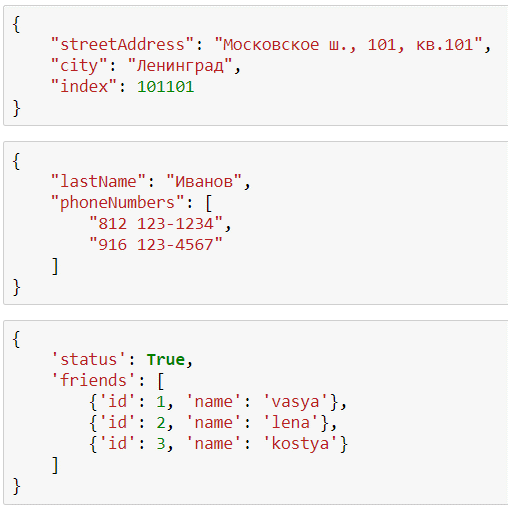 {
    "streetAddress": "Московское ш., 101, кв.101",
    "city": "Ленинград",
    "index": 101101
}
{
    "lastName": "Иванов",
    "phoneNumbers": [
        "812 123-1234",
        "916 123-4567"
    ]
}
{
    'status': True,
    'friends': [
        {'id': 1, 'name': 'vasya'},
        {'id': 2, 'name': 'lena'},
        {'id': 3, 'name': 'kostya'}
    ]
}